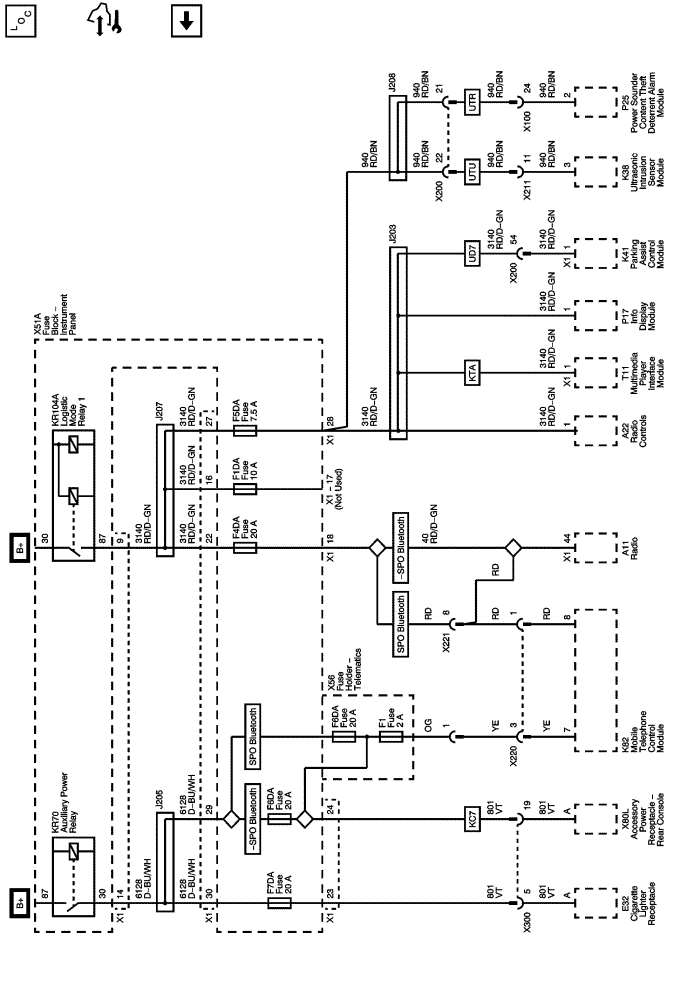 LOC
J208
940
RD/BN
21
940
RD/BN
UTR
940
RD/BN
24
X100
940
RD/BN
2
P25
Power Sounder
Content Theft
Deterrent Alarm
Module
940
RD/BN
940
RD/BN
22
X200
940
RD/BN
UTU
940
RD/BN
11
X211
940
RD/BN
3
K38
Ultrasonic
Intrusion
Sensor
Module
J203
UD7
3140
RD/D-GN
54
X200
3140
RD/D-GN
X1
1
K41
Parking
Assist
Control
Module
3140
RD/D-GN
1
P17
Info
Display
Module
KTA
3140
RD/D-GN
X1
1
T11
Multimedia
Player
Interface
Module
3140
RD/D-GN
3140
RD/D-GN
1
A22
Radio
Controls
X51A
Fuse
Block –
Instrument
Panel
KR104A
Logistic
Mode
Relay 1
B+
30
87
9
3140
RD/D-GN
J207
3140
RD/D-GN
27
F5DA
Fuse
7.5 A
28
X1
3140
RD/D-GN
16
F1DA
Fuse
10 A
X1 – 17
(Not Used)
3140
RD/D-GN
22
F4DA
Fuse
20 A
18
X1
-SPO Bluetooth
40
RD/D-GN
X1
44
A11
Radio
SPO Bluetooth
RD
8
X221
RD
RD
1
RD
8
X56
Fuse
Holder –
Telematics
SPO Bluetooth
F6DA
Fuse
20 A
F1
Fuse
2 A
OG
1
YE
3
X220
YE
7
K82
Mobile
Telephone
Control
Module
KR70
Auxiliary Power
Relay
B+
87
30
14
X1
6128
D-BU/WH
J205
6128
D-BU/WH
29
-SPO Bluetooth
F6DA
Fuse
20 A
24
KC7
801
VT
19
801
VT
A
X80L
Accessory
Power
Receptacle –
Rear Console
6128
D-BU/WH
30
X1
F7DA
Fuse
20 A
23
X1
801
VT
5
X300
801
VT
A
E32
Cigarette
Lighter
Receptacle